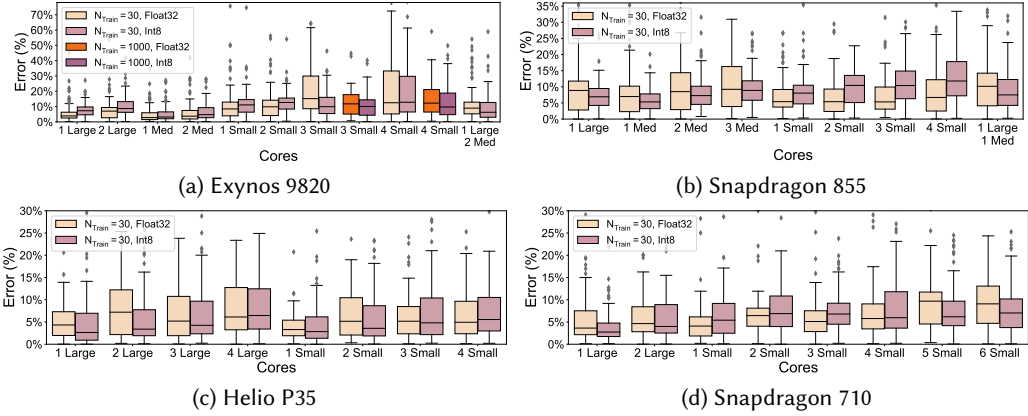 Error (%)
80%
70%
60%
50%
40%
30%
20%
10%
0%
N_Train = 30, Float32
N_Train = 30, Int8
N_Train = 1000, Float32
N_Train = 1000, Int8
1 Large
2 Large
1 Med
2 Med
1 Small
2 Small
3 Small
3 Small
4 Small
4 Small
1 Large
2 Med
Cores
(a) Exynos 9820
Error (%)
35%
30%
25%
20%
15%
10%
5%
0%
N_Train = 30, Float32
N_Train = 30, Int8
1 Large
1 Med
2 Med
3 Med
1 Small
2 Small
3 Small
4 Small
1 Large
1 Med
Cores
(b) Snapdragon 855
Error (%)
30%
25%
20%
15%
10%
5%
0%
N_Train = 30, Float32
N_Train = 30, Int8
1 Large
2 Large
3 Large
4 Large
1 Small
2 Small
3 Small
4 Small
Cores
(c) Helio P35
Error (%)
30%
25%
20%
15%
10%
5%
0%
N_Train = 30, Float32
N_Train = 30, Int8
1 Large
2 Large
1 Small
2 Small
3 Small
4 Small
5 Small
6 Small
Cores
(d) Snapdragon 710